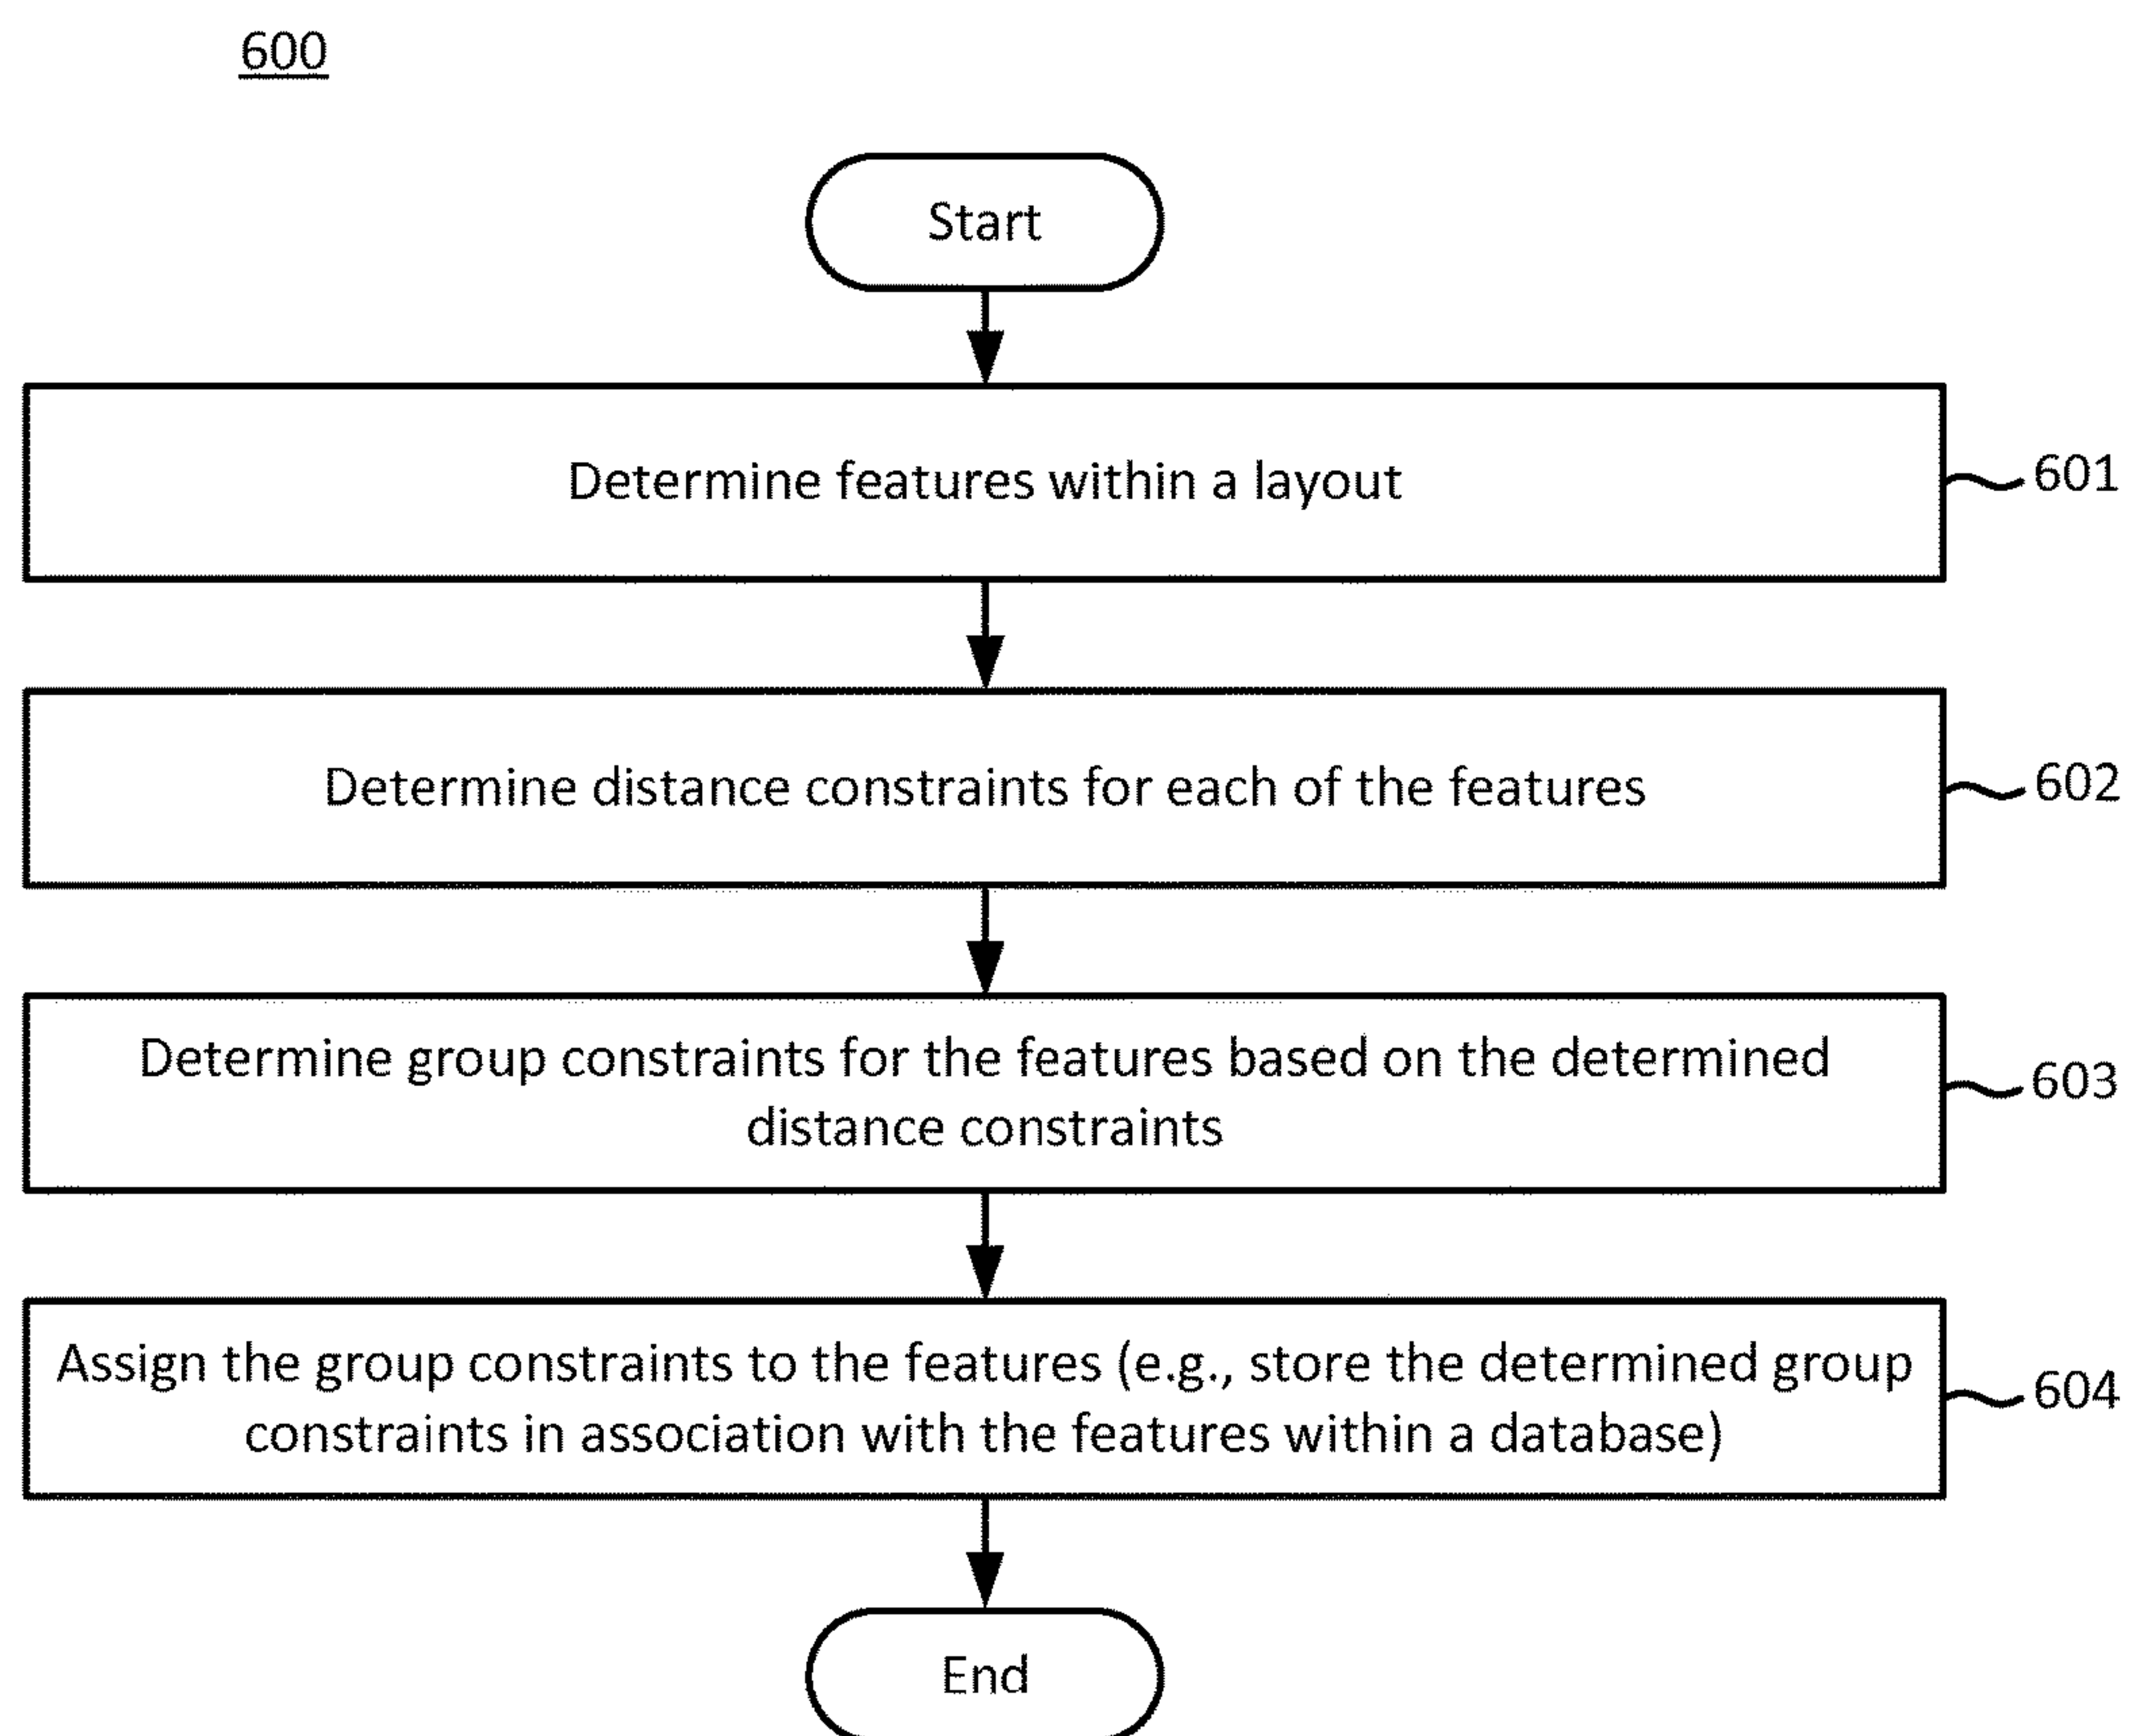 600
Start
Determine features within a layout
601
Determine distance constraints for each of the features
602
Determine group constraints for the features based on the determined
distance constraints
603
Assign the group constraints to the features (e.g., store the determined group
constraints in association with the features within a database)
604
End